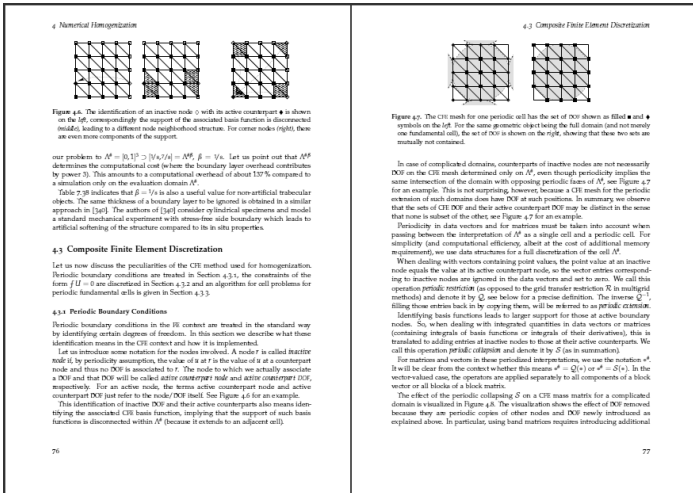 4 Numerical Homogenization
Figure 4.6. The identification of an inactive node ◇ with its active counterpart ◆ is shown
on the left, correspondingly the support of the associated basis function is disconnected
(middle), leading to a different node neighborhood structure. For corner nodes (right), there
are even more components of the support.
our problem to Λ# = [0,1]³ ⊃ [1/8,7/8] = Λ#β, β = 1/8. Let us point out that Λ#β
determines the computational cost (where the boundary layer overhead contributes
by power 3). This amounts to a computational overhead of about 137% compared to
a simulation only on the evaluation domain Λ#.
Table 7.38 indicates that β = 1/8 is also a useful value for non-artificial trabecular
objects. The same thickness of a boundary layer to be ignored is obtained in a similar
approach in [340]. The authors of [340] consider cylindrical specimens and model
a standard mechanical experiment with stress-free side boundary which leads to
artificial softening of the structure compared to its in situ properties.
4.3 Composite Finite Element Discretization
Let us now discuss the peculiarities of the CFE method used for homogenization.
Periodic boundary conditions are treated in Section 4.3.1, the constraints of the
form ∫ U = 0 are discretized in Section 4.3.2 and an algorithm for cell problems for
periodic fundamental cells is given in Section 4.3.3.
4.3.1 Periodic Boundary Conditions
Periodic boundary conditions in the FE context are treated in the standard way
by identifying certain degrees of freedom. In this section we describe what these
identification means in the CFE context and how it is implemented.
Let us introduce some notation for the nodes involved. A node r is called inactive
node if, by periodicity assumption, the value of u at r is the value of u at a counterpart
node and thus no DOF is associated to r. The node to which we actually associate
a DOF and that DOF will be called active counterpart node and active counterpart DOF,
respectively. For an active node, the terms active counterpart node and active
counterpart DOF just refer to the node/DOF itself. See Figure 4.6 for an example.
This identification of inactive DOF and their active counterparts also means iden-
tifying the associated CFE basis function, implying that the support of such basis
functions is disconnected within Λ# (because it extends to an adjacent cell).
76
4.3 Composite Finite Element Discretization
Figure 4.7. The CFE mesh for one periodic cell has the set of DOF shown as filled ■ and ◆
symbols on the left. For the same geometric object being the full domain (and not merely
one fundamental cell), the set of DOF is shown on the right, showing that these two sets are
mutually not contained.
In case of complicated domains, counterparts of inactive nodes are not necessarily
DOF on the CFE mesh determined only on Λ#, even though periodicity implies the
same intersection of the domain with opposing periodic faces of Λ#, see Figure 4.7
for an example. This is not surprising, however, because a CFE mesh for the periodic
extension of such domains does have DOF at such positions. In summary, we observe
that the sets of CFE DOF and their active counterpart DOF may be distinct in the sense
that none is subset of the other, see Figure 4.7 for an example.
Periodicity in data vectors and for matrices must be taken into account when
passing between the interpretation of Λ# as a single cell and a periodic cell. For
simplicity (and computational efficiency, albeit at the cost of additional memory
requirement), we use data structures for a full discretization of the cell Λ#.
When dealing with vectors containing point values, the point value at an inactive
node equals the value at its active counterpart node, so the vector entries correspond-
ing to inactive nodes are ignored in the data vectors and set to zero. We call this
operation periodic restriction (as opposed to the grid transfer restriction R in multigrid
methods) and denote it by Q, see below for a precise definition. The inverse Q⁻¹,
filling those entries back in by copying them, will be referred to as periodic extension.
Identifying basis functions leads to larger support for those at active boundary
nodes. So, when dealing with integrated quantities in data vectors or matrices
(containing integrals of basis functions or integrals of their derivatives), this is
translated to adding entries at inactive nodes to those at their active counterparts. We
call this operation periodic collapsion and denote it by S (as in summation).
For matrices and vectors in these periodized interpretations, we use the notation •#.
It will be clear from the context whether this means •# = Q(•) or •# = S(•). In the
vector-valued case, the operators are applied separately to all components of a block
vector or all blocks of a block matrix.
The effect of the periodic collapsing S on a CFE mass matrix for a complicated
domain is visualized in Figure 4.8. The visualization shows the effect of DOF removed
because they are periodic copies of other nodes and DOF newly introduced as
explained above. In particular, using band matrices requires introducing additional
77